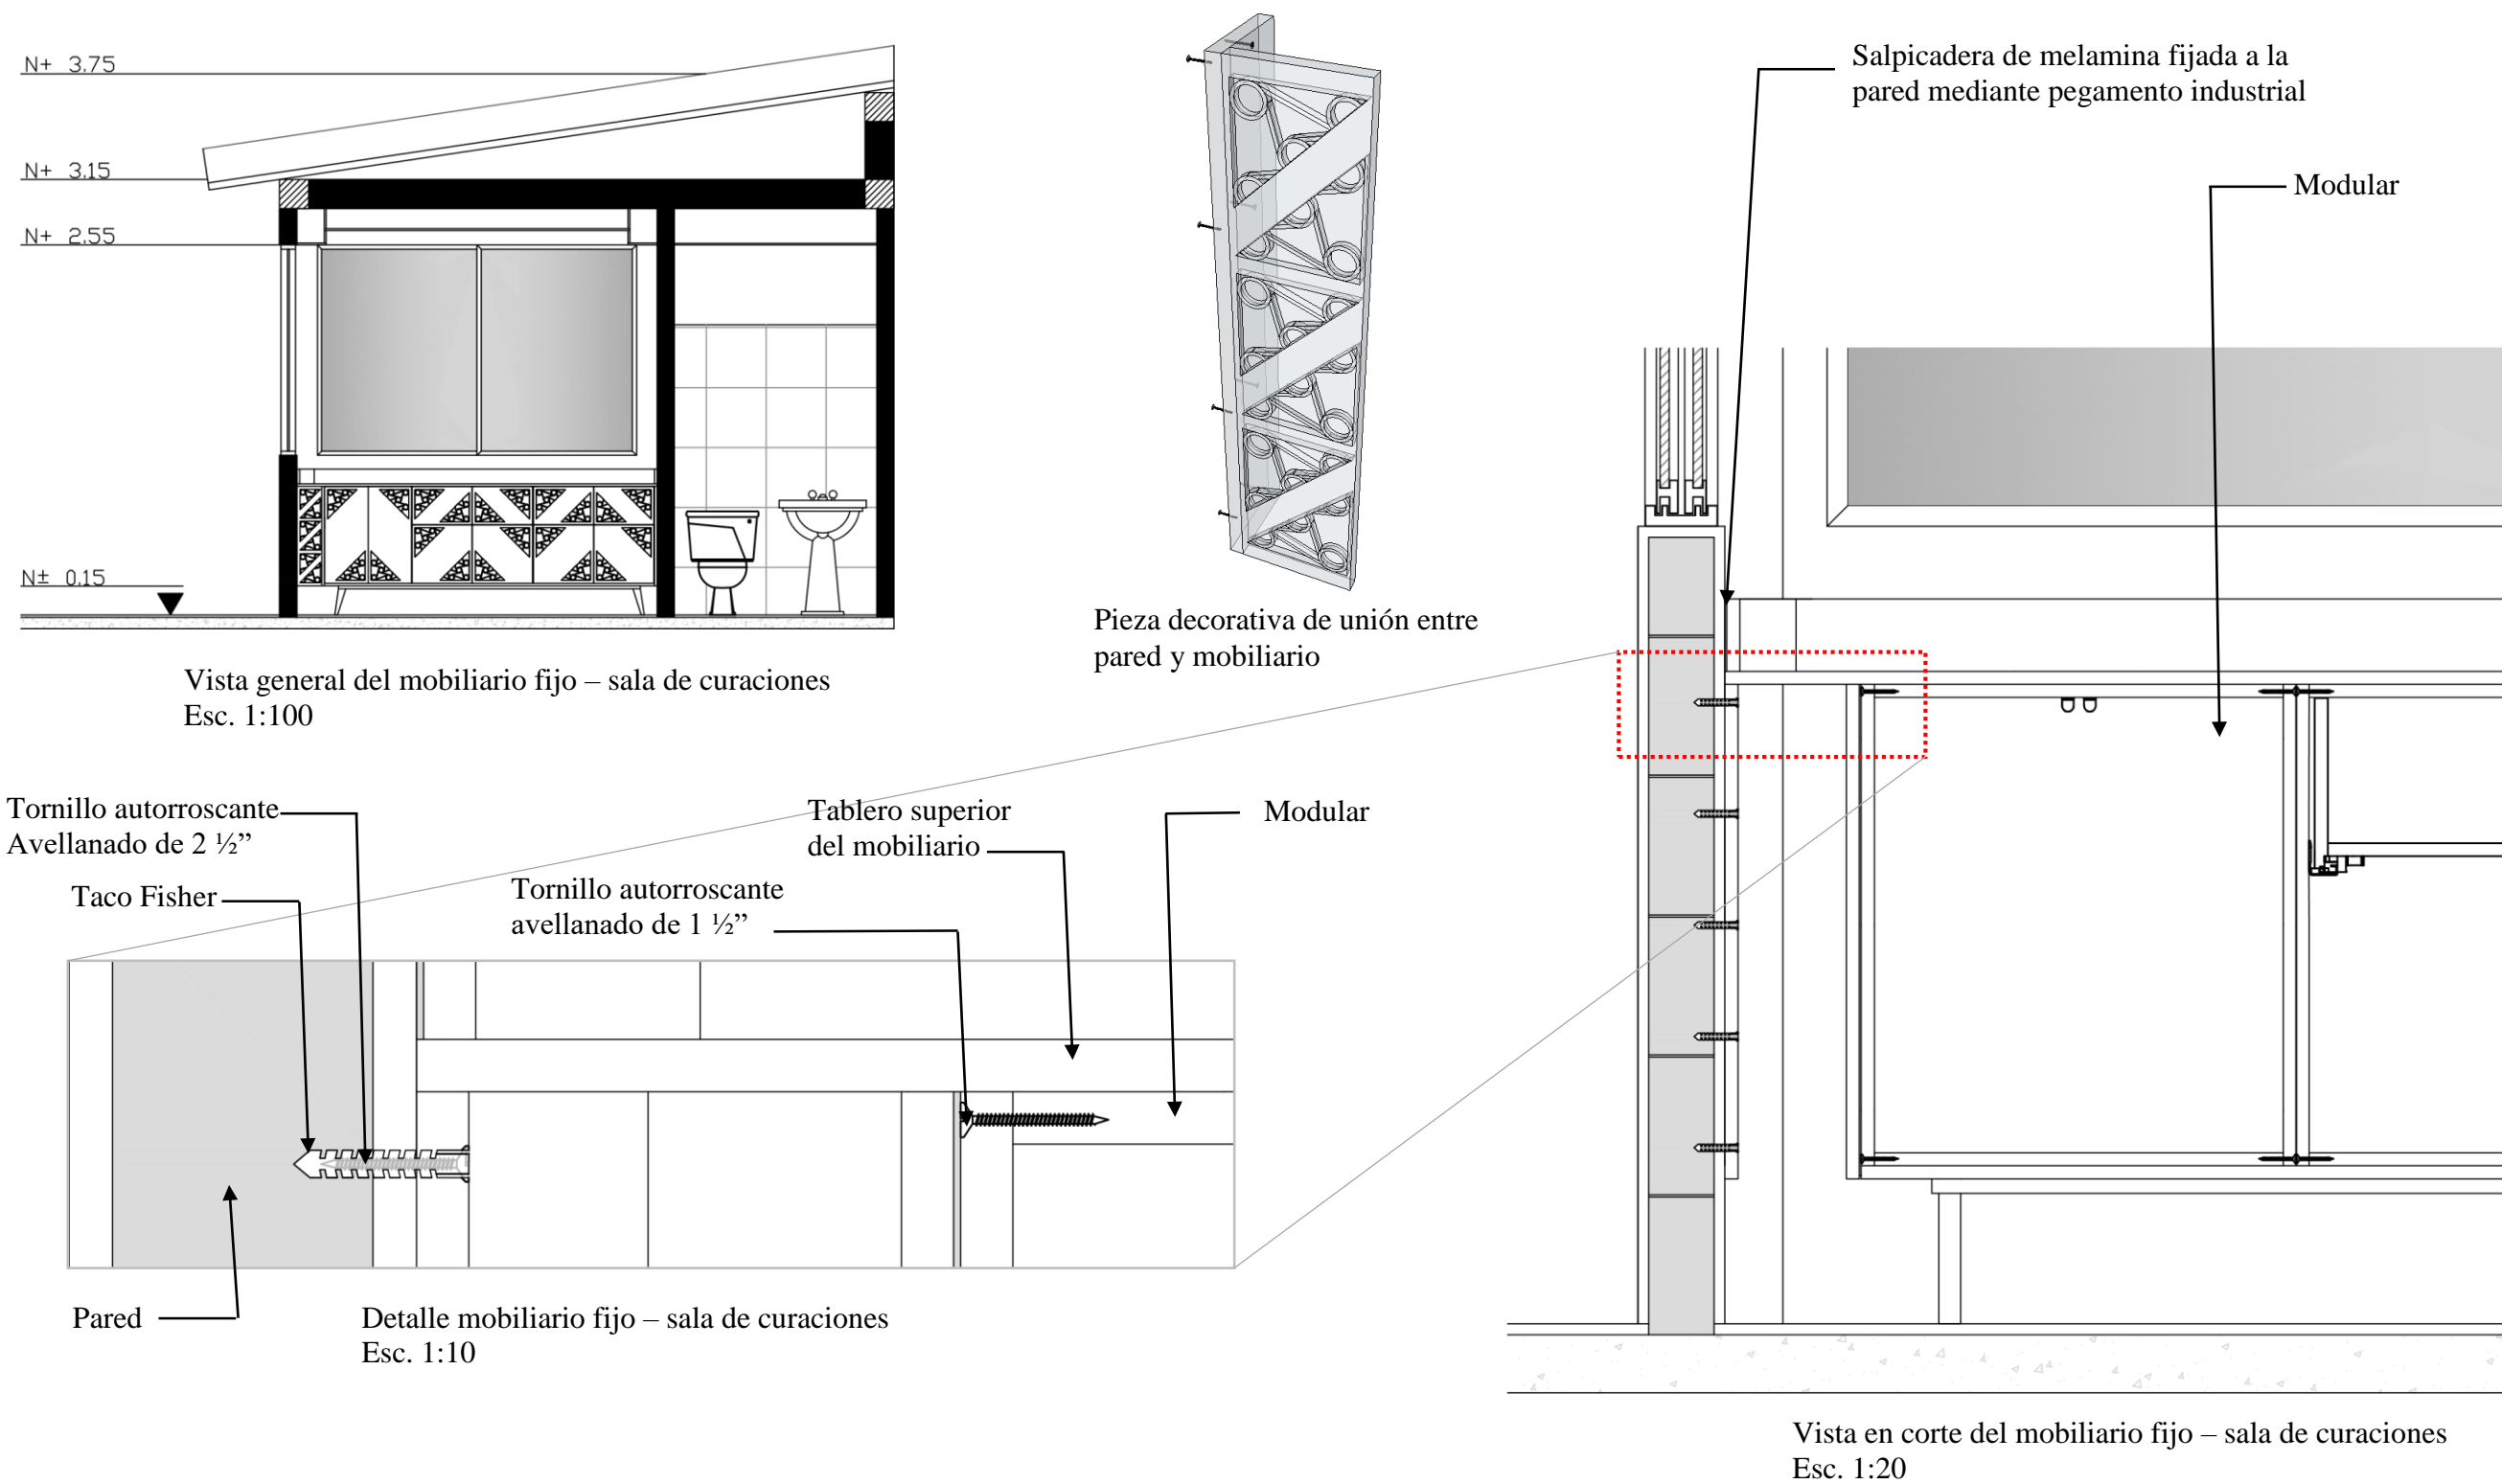 N+ 3.75
N+ 3.15
N+ 2.55
N± 0.15
Vista general del mobiliario fijo – sala de curaciones
Esc. 1:100
Pieza decorativa de unión entre
pared y mobiliario
Salpicadera de melamina fijada a la
pared mediante pegamento industrial
Modular
Tornillo autorroscante
Avellanado de 2 ½”
Taco Fisher
Tornillo autorroscante
avellanado de 1 ½”
Tablero superior
del mobiliario
Modular
Pared
Detalle mobiliario fijo – sala de curaciones
Esc. 1:10
Vista en corte del mobiliario fijo – sala de curaciones
Esc. 1:20